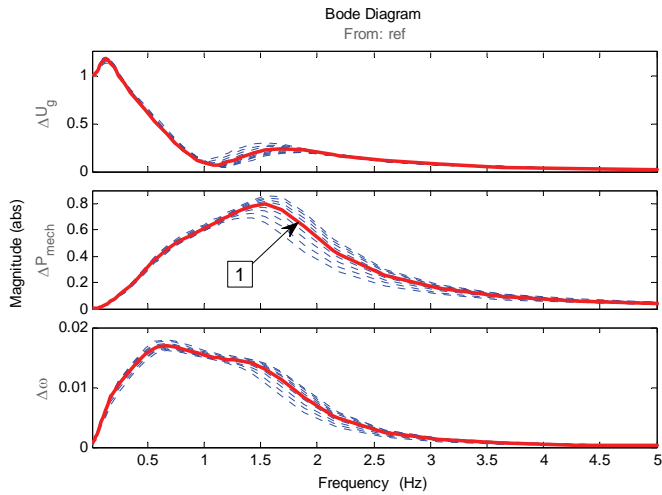 Bode Diagram
From: ref
Magnitude (abs)
ΔU_g
1
0.5
0
ΔP_mech
0.8
0.6
0.4
0.2
0
1
Δω
0.02
0.01
0
0.5 1 1.5 2 2.5 3 3.5 4 4.5 5
Frequency (Hz)